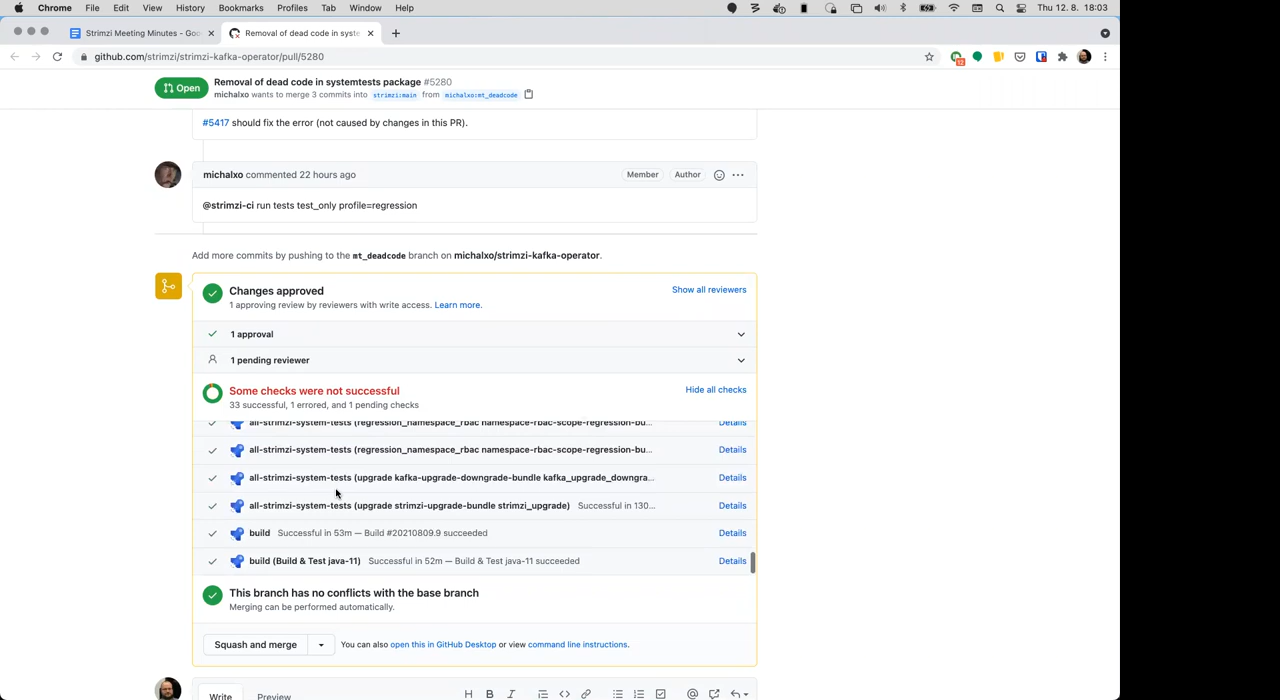 Chrome File Edit View History Bookmarks Profiles Tab Window Help Thu 12. 8. 18:03
Strimzi Meeting Minutes - Goo
Removal of dead code in syste
github.com/strimzi/strimzi-kafka-operator/pull/5280
12
Open
Removal of dead code in systemtests package #5280
michalxo wants to merge 3 commits into strimzi:main from michalxo:mt_deadcode
#5417 should fix the error (not caused by changes in this PR).
michalxo commented 22 hours ago Member Author
@strimzi-ci run tests test_only profile=regression
Add more commits by pushing to the mt_deadcode branch on michalxo/strimzi-kafka-operator.
Changes approved Show all reviewers
1 approving review by reviewers with write access. Learn more.
1 approval
1 pending reviewer
Some checks were not successful Hide all checks
33 successful, 1 errored, and 1 pending checks
all-strimzi-system-tests (regression_namespace_rbac namespace-rbac-scope-regression-bu... Details
all-strimzi-system-tests (regression_namespace_rbac namespace-rbac-scope-regression-bu... Details
all-strimzi-system-tests (upgrade kafka-upgrade-downgrade-bundle kafka_upgrade_downgra... Details
all-strimzi-system-tests (upgrade strimzi-upgrade-bundle strimzi_upgrade) Successful in 130... Details
build Successful in 53m — Build #20210809.9 succeeded Details
build (Build & Test java-11) Successful in 52m — Build & Test java-11 succeeded Details
This branch has no conflicts with the base branch
Merging can be performed automatically.
Squash and merge You can also open this in GitHub Desktop or view command line instructions.
Write Preview